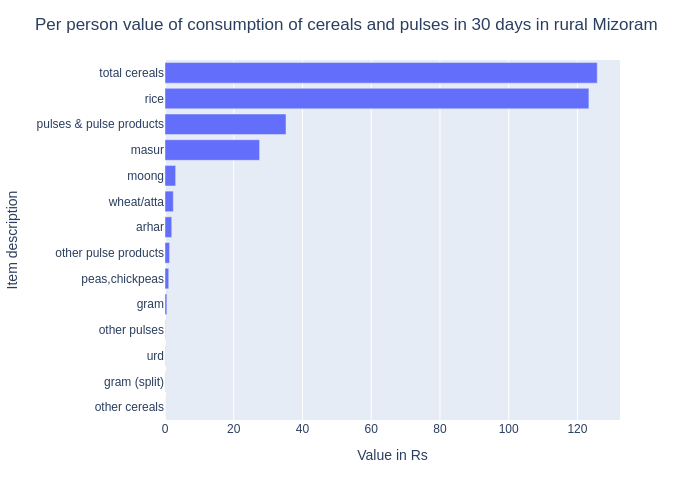 Per person value of consumption of cereals and pulses in 30 days in rural Mizoram
total cereals
rice
pulses & pulse products
masur
moong
wheat/atta
arhar
other pulse products
peas,chickpeas
gram
other pulses
urd
gram (split)
other cereals
0 20 40 60 80 100 120
Value in Rs
Item description